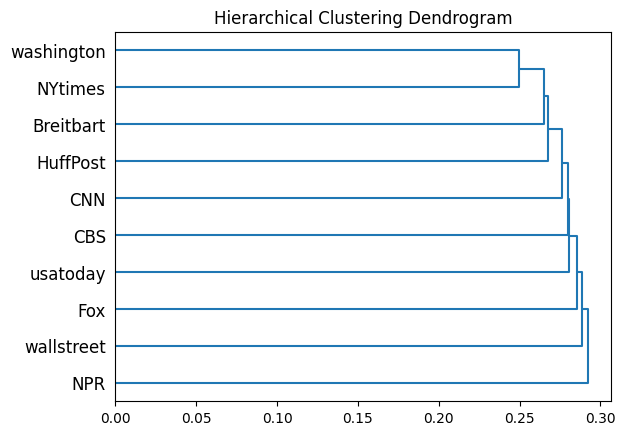 Hierarchical Clustering Dendrogram
washington
NYtimes
Breitbart
HuffPost
CNN
CBS
usatoday
Fox
wallstreet
NPR
0.00 0.05 0.10 0.15 0.20 0.25 0.30